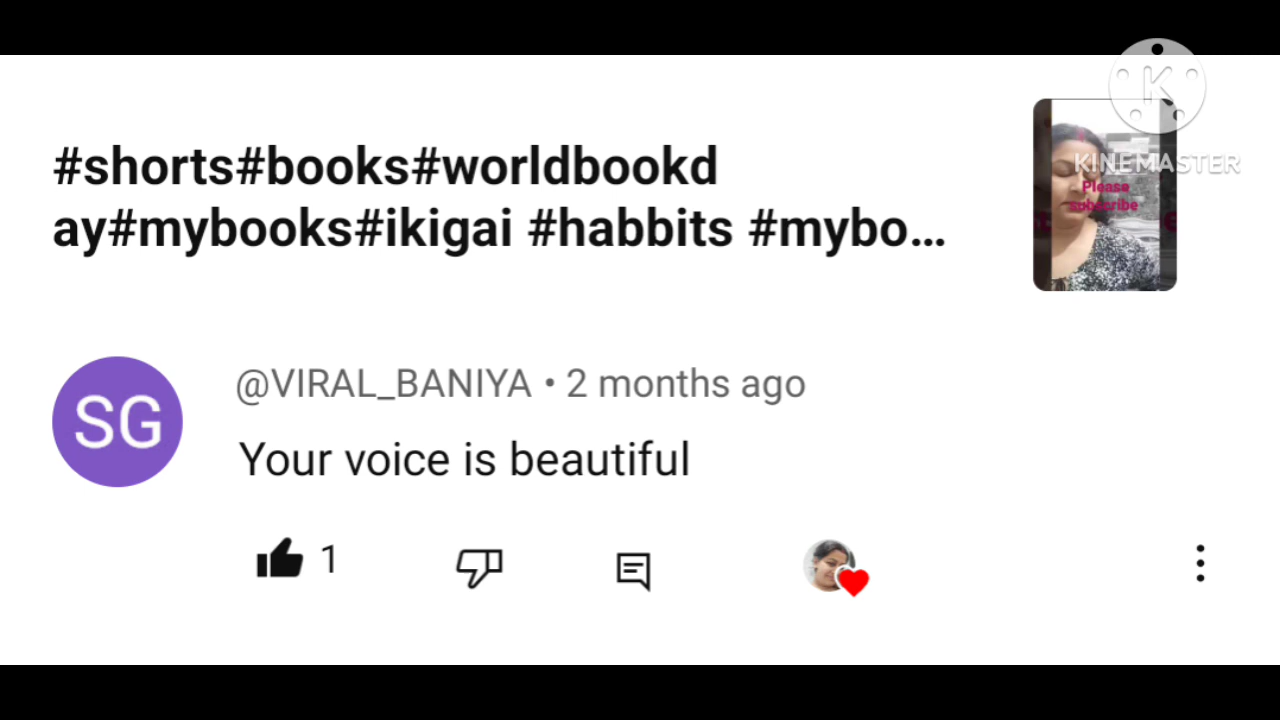 #shorts#books#worldbookd
ay#mybooks#ikigai #habbits #mybo...
K
KINEMASTER
Please
subscribe
SG
@VIRAL_BANIYA • 2 months ago
Your voice is beautiful
1